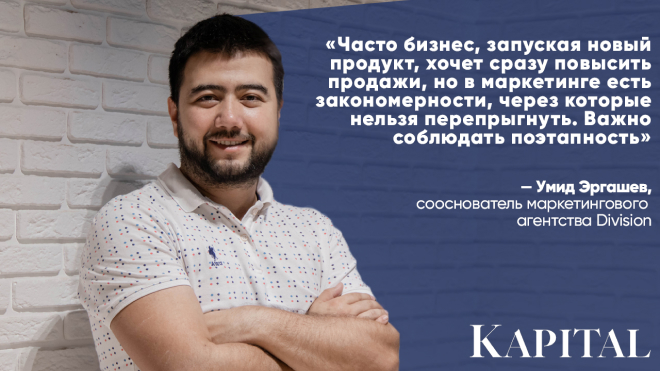 «Часто бизнес, запуская новый
продукт, хочет сразу повысить
продажи, но в маркетинге есть
закономерности, через которые
нельзя перепрыгнуть. Важно
соблюдать поэтапность»
— Умид Эргашев,
сооснователь маркетингового
агентства Division
KAPITAL